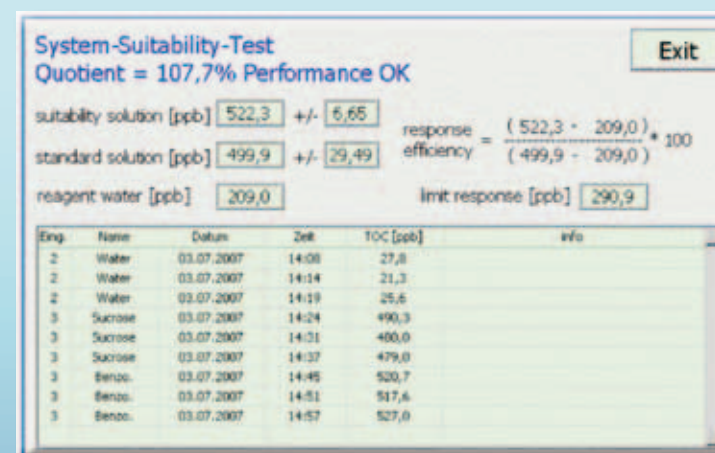 System-Suitability-Test
Quotient = 107,7% Performance OK
Exit
suitability solution [ppb] 522,3 +/- 6,65
standard solution [ppb] 499,9 +/- 29,49
reagent water [ppb] 209,0
response efficiency = ( 522,3 - 209,0 ) / ( 499,9 - 209,0 ) * 100
limit response [ppb] 290,9
Eing. Name Datum Zeit TOC [ppb] info
2 Water 03.07.2007 14:08 27,8
2 Water 03.07.2007 14:14 21,3
2 Water 03.07.2007 14:19 25,6
3 Sucrose 03.07.2007 14:24 490,3
3 Sucrose 03.07.2007 14:31 480,0
3 Sucrose 03.07.2007 14:37 479,0
3 Benzo. 03.07.2007 14:45 520,7
3 Benzo. 03.07.2007 14:51 517,6
3 Benzo. 03.07.2007 14:57 527,0